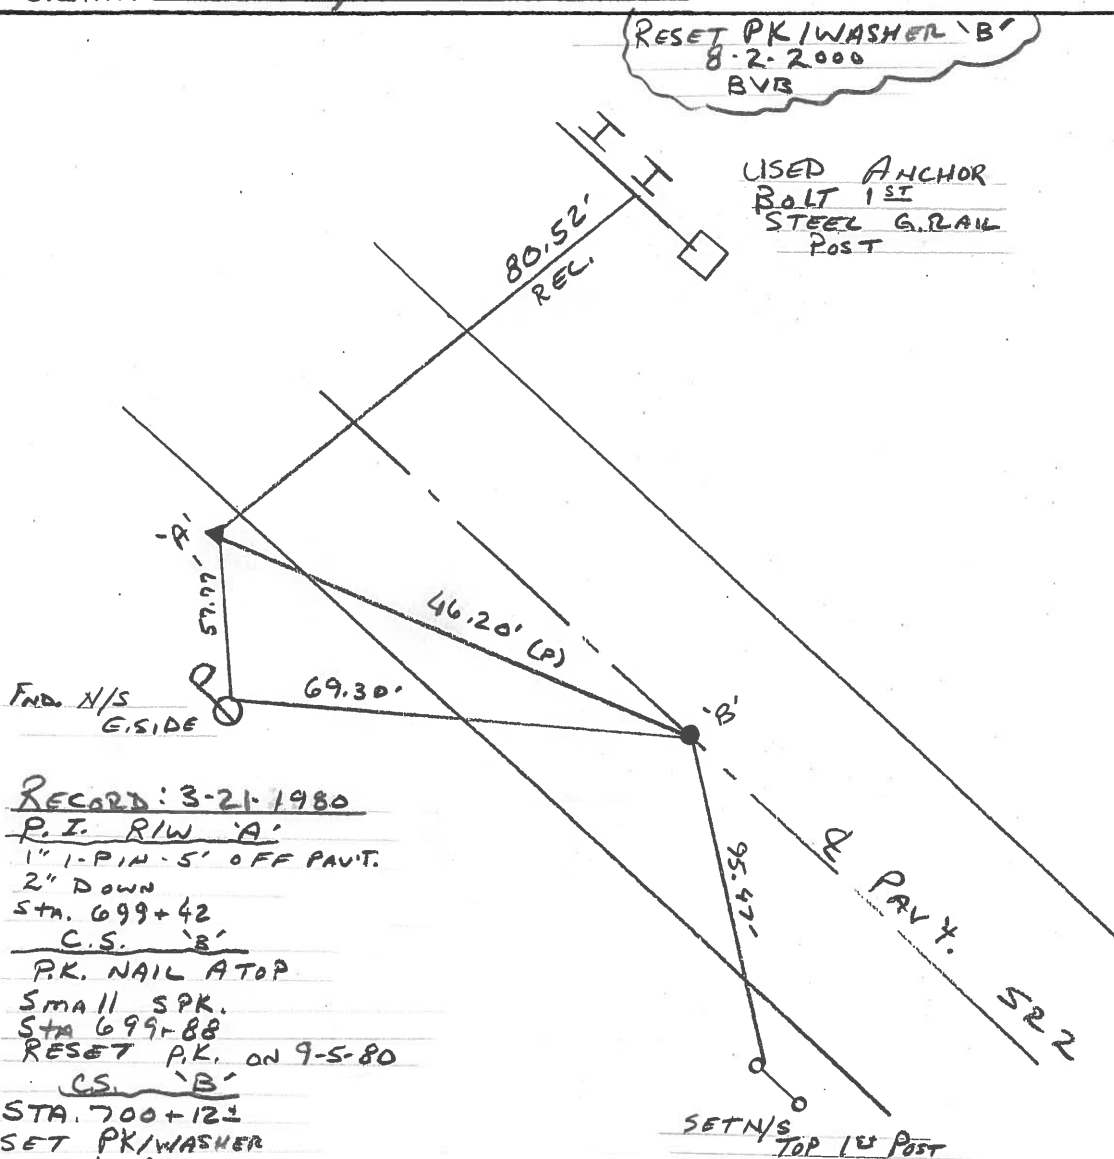 RESET PK/WASHER 'B'
8-2-2000
BVB
USED ANCHOR
BOLT 1ST
STEEL G.RAIL
POST
80.52'
REC.
'A'
57.77'
46.20' (P)
69.30'
FND. N/S
E.SIDE
'B'
95.47'
℄ PAV'T.
SR2
RECORD: 3-21-1980
P.I. R/W 'A'
1" I-PIN-5' OFF PAV'T.
2" DOWN
Sta. 699+42
C.S. 'B'
P.K. NAIL ATOP
Small SPK.
Sta 699+88
RESET P.K. ON 9-5-80
C.S. 'B'
STA. 700+12±
SET PK/WASHER
SET N/S
TOP 1ST POST